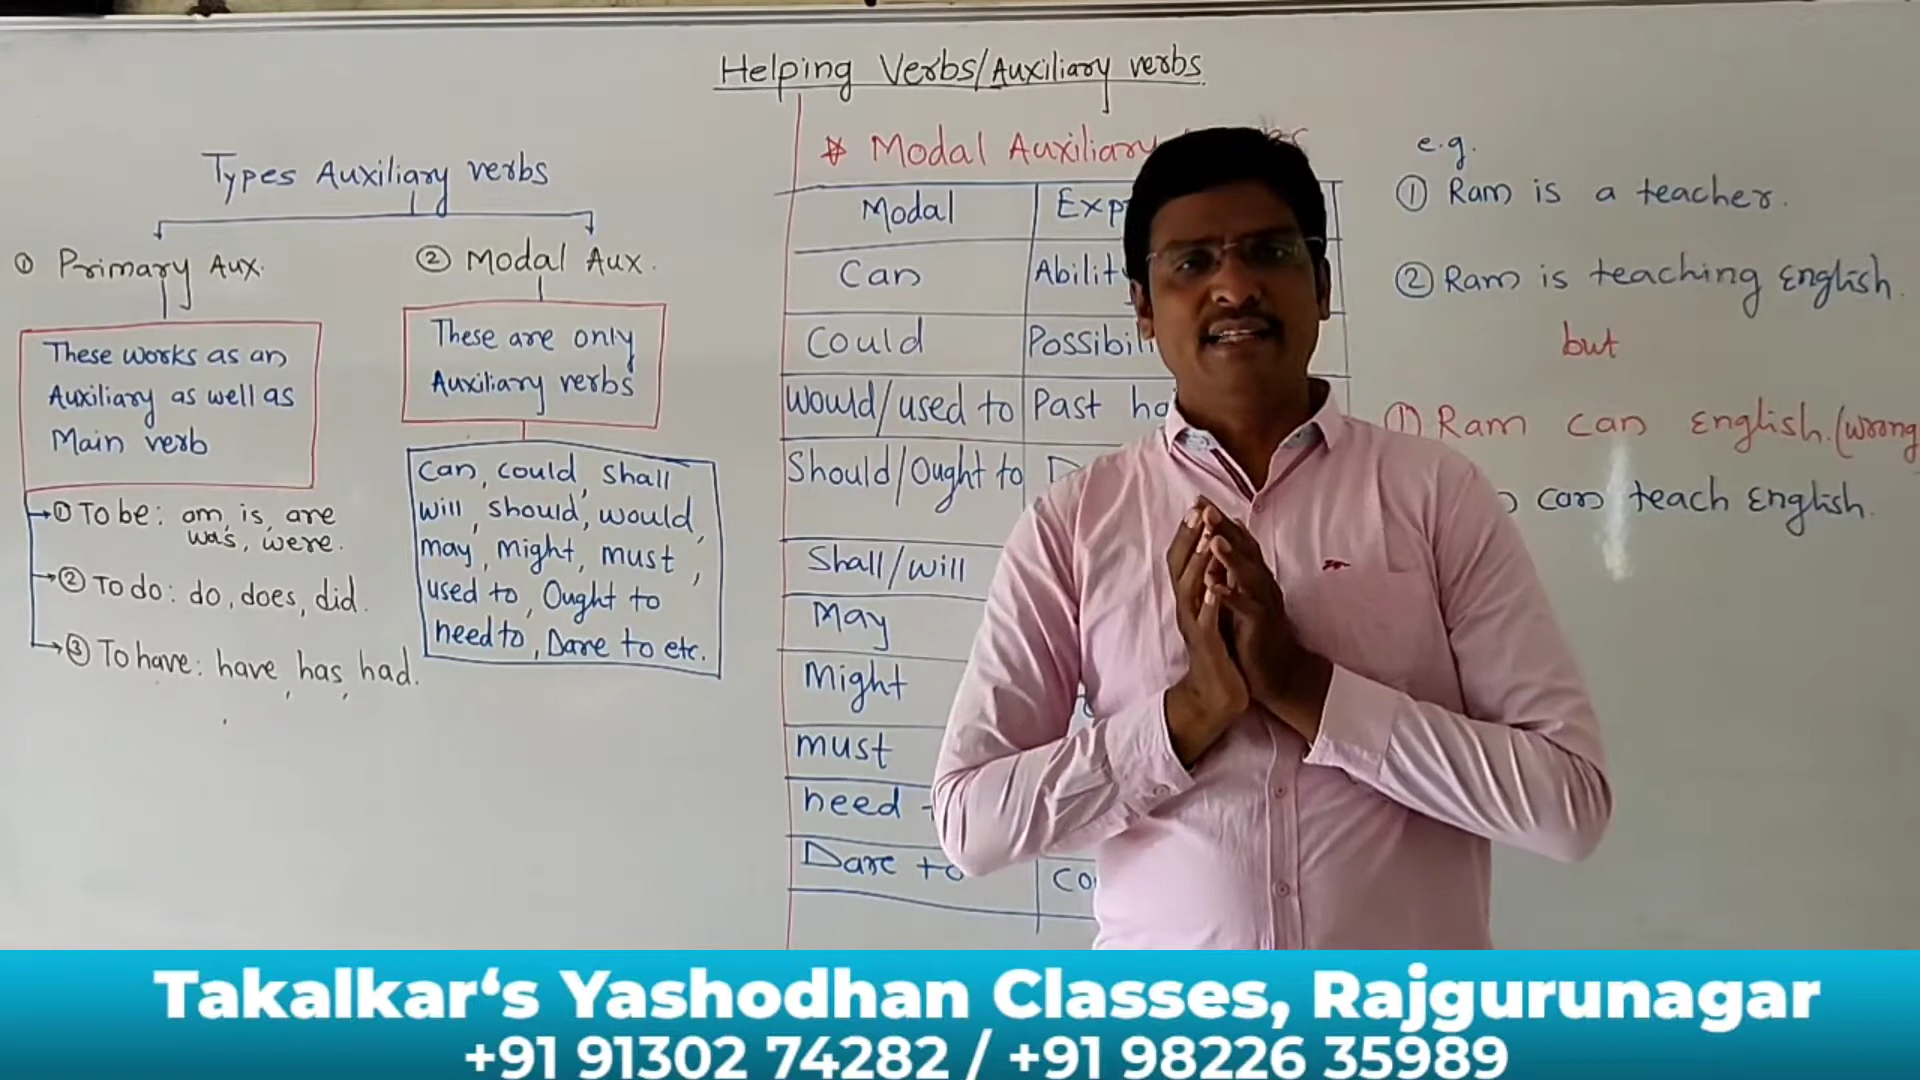 Helping Verbs/Auxiliary verbs
Types Auxiliary verbs
① Primary Aux.
These works as an
Auxiliary as well as
Main verb
① To be: am, is, are
was, were.
② To do: do, does, did.
③ To have: have, has, had.
② Modal Aux.
These are only
Auxiliary verbs
Can, could, shall
will, should, would,
may, might, must,
used to, Ought to
need to, Dare to etc.
* Modal Auxiliary
Modal
Can Ability
Could
Would/used to Past
Should/Ought to
Shall/will
May
Might
must
need
Dare to
e.g.
① Ram is a teacher.
② Ram is teaching English.
but
① Ram can English. (wrong
can teach English.
Takalkar‘s Yashodhan Classes, Rajgurunagar
+91 91302 74282 / +91 98226 35989